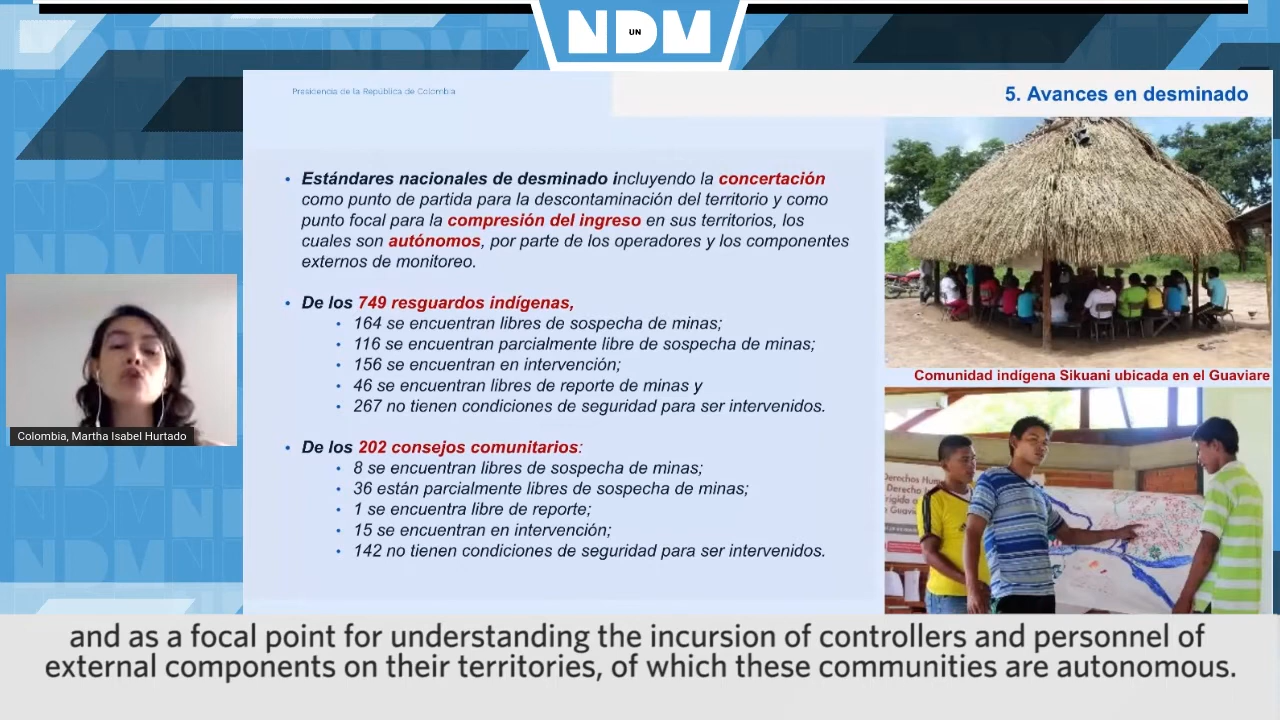 NDM
UN
Presidencia de la República de Colombia
5. Avances en desminado
• Estándares nacionales de desminado incluyendo la concertación
como punto de partida para la descontaminación del territorio y como
punto focal para la compresión del ingreso en sus territorios, los
cuales son autónomos, por parte de los operadores y los componentes
externos de monitoreo.
• De los 749 resguardos indígenas,
• 164 se encuentran libres de sospecha de minas;
• 116 se encuentran parcialmente libre de sospecha de minas;
• 156 se encuentran en intervención;
• 46 se encuentran libres de reporte de minas y
• 267 no tienen condiciones de seguridad para ser intervenidos.
• De los 202 consejos comunitarios:
• 8 se encuentran libres de sospecha de minas;
• 36 están parcialmente libres de sospecha de minas;
• 1 se encuentra libre de reporte;
• 15 se encuentran en intervención;
• 142 no tienen condiciones de seguridad para ser intervenidos.
Comunidad indígena Sikuani ubicada en el Guaviare
Derechos Hum
Derecho
irigido a
Guavia
Colombia, Martha Isabel Hurtado
and as a focal point for understanding the incursion of controllers and personnel of
external components on their territories, of which these communities are autonomous.